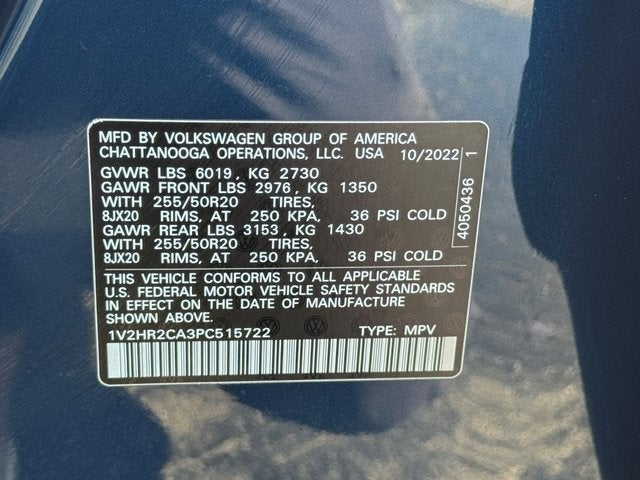 MFD BY VOLKSWAGEN GROUP OF AMERICA
CHATTANOOGA OPERATIONS, LLC. USA 10/2022
GVWR LBS 6019, KG 2730
GAWR FRONT LBS 2976, KG 1350
WITH 255/50R20 TIRES,
8JX20 RIMS, AT 250 KPA, 36 PSI COLD
GAWR REAR LBS 3153, KG 1430
WITH 255/50R20 TIRES,
8JX20 RIMS, AT 250 KPA, 36 PSI COLD
THIS VEHICLE CONFORMS TO ALL APPLICABLE
U.S. FEDERAL MOTOR VEHICLE SAFETY STANDARDS
IN EFFECT ON THE DATE OF MANUFACTURE
SHOWN ABOVE.
1V2HR2CA3PC515722 TYPE: MPV
4050436 1